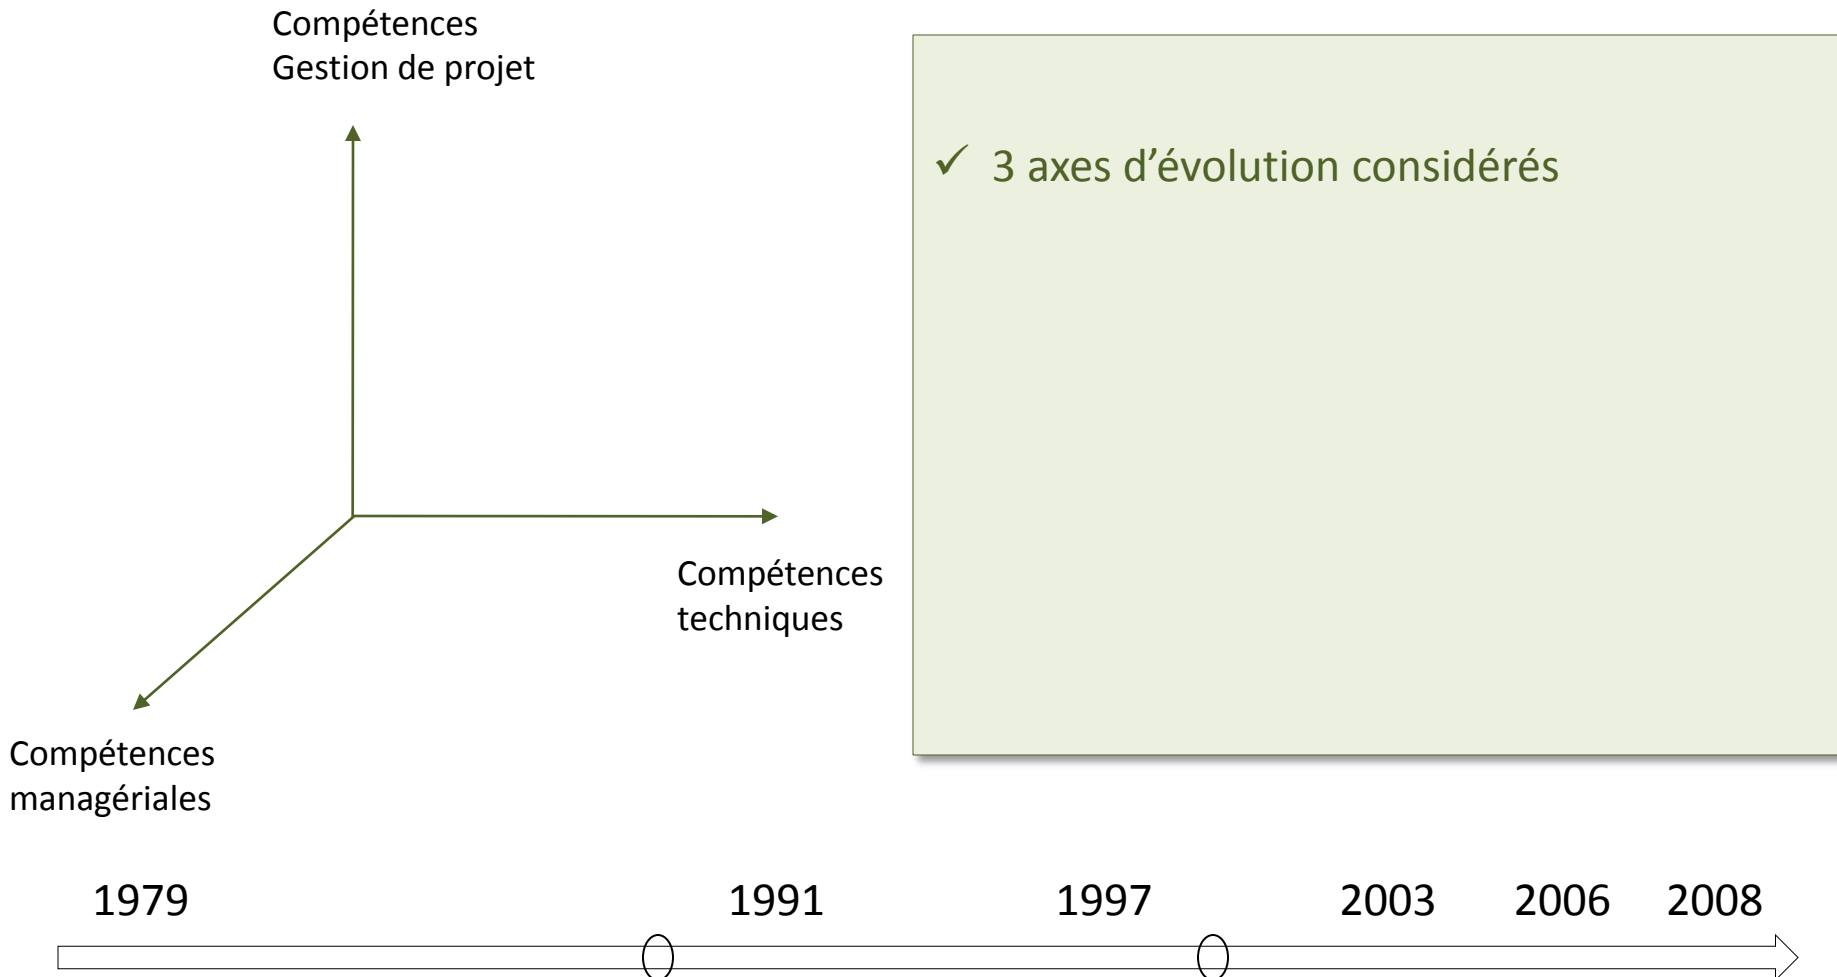 Compétences
Gestion de projet
✓ 3 axes d’évolution considérés
Compétences
techniques
Compétences
managériales
1979 1991 1997 2003 2006 2008